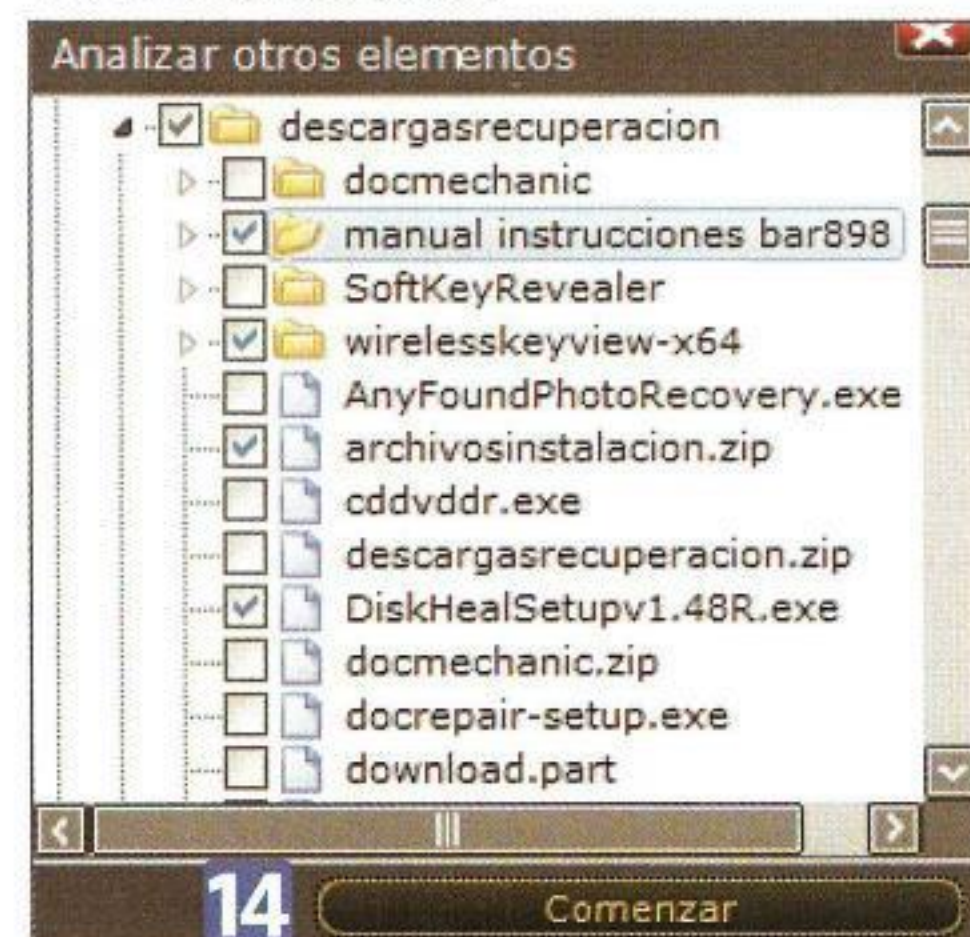 Analizar otros elementos
descargasrecuperacion
docmechanic
manual instrucciones bar898
SoftKeyRevealer
wirelesskeyview-x64
AnyFoundPhotoRecovery.exe
archivosinstalacion.zip
cddvddr.exe
descargasrecuperacion.zip
DiskHealSetupv1.48R.exe
docmechanic.zip
docrepair-setup.exe
download.part
14 Comenzar